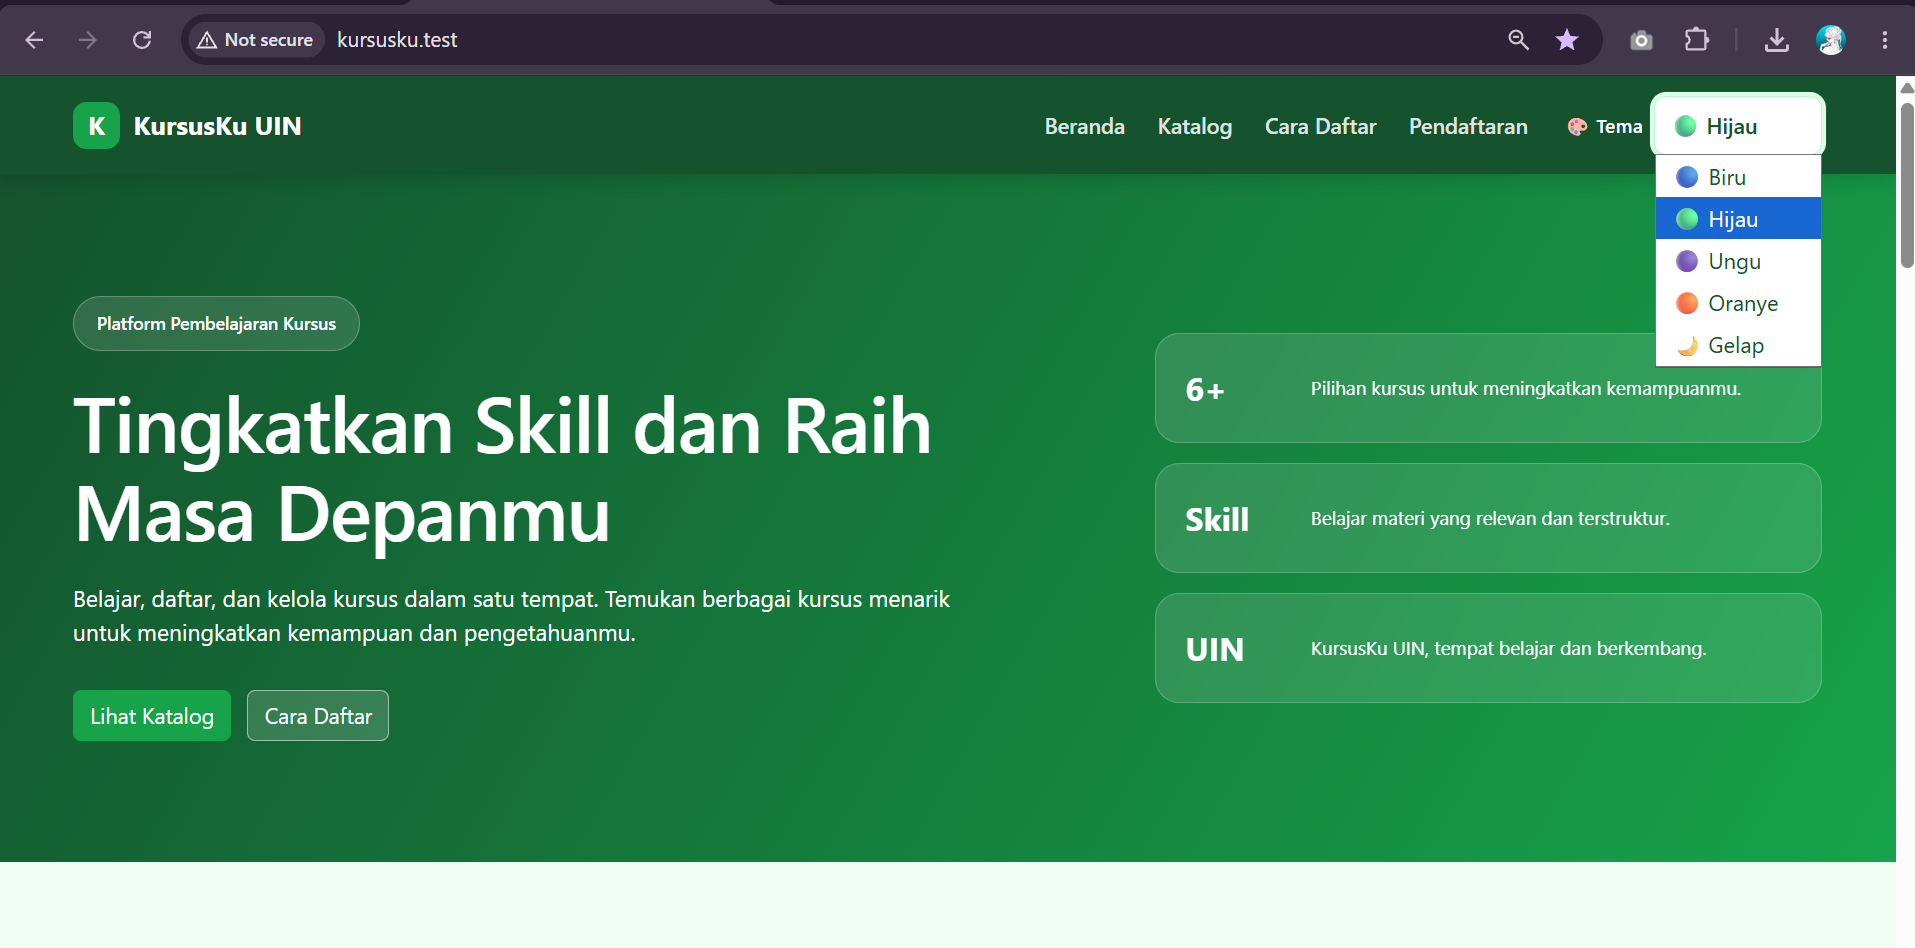 Not secure
kursusku.test
K
KursusKu UIN
Beranda
Katalog
Cara Daftar
Pendaftaran
Tema
Hijau
Biru
Hijau
Ungu
Oranye
Gelap
Platform Pembelajaran Kursus
Tingkatkan Skill dan Raih
Masa Depanmu
Belajar, daftar, dan kelola kursus dalam satu tempat. Temukan berbagai kursus menarik
untuk meningkatkan kemampuan dan pengetahuanmu.
Lihat Katalog
Cara Daftar
6+
Pilihan kursus untuk meningkatkan kemampuanmu.
Skill
Belajar materi yang relevan dan terstruktur.
UIN
KursusKu UIN, tempat belajar dan berkembang.